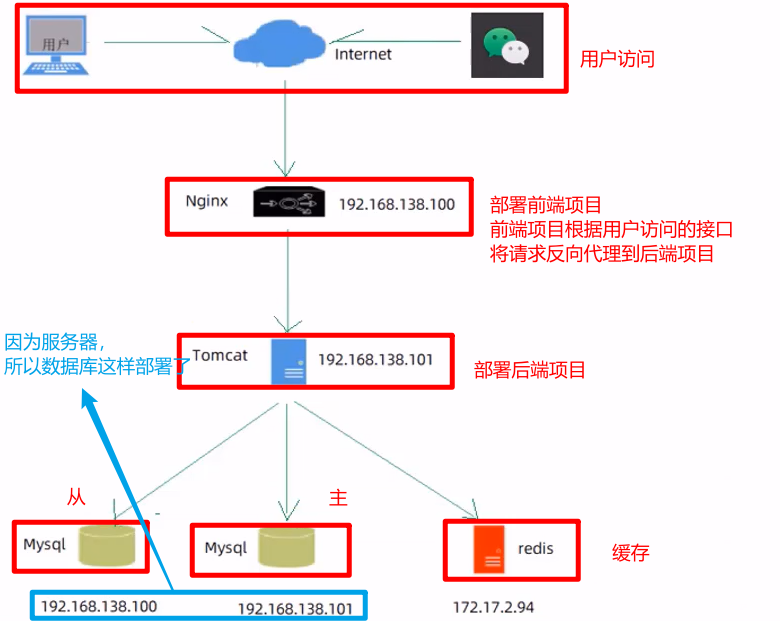 用户
Internet
用户访问
Nginx
192.168.138.100
部署前端项目
前端项目根据用户访问的接口
将请求反向代理到后端项目
因为服务器，
所以数据库这样部署了
Tomcat
192.168.138.101
部署后端项目
从
主
Mysql
Mysql
redis
缓存
192.168.138.100
192.168.138.101
172.17.2.94